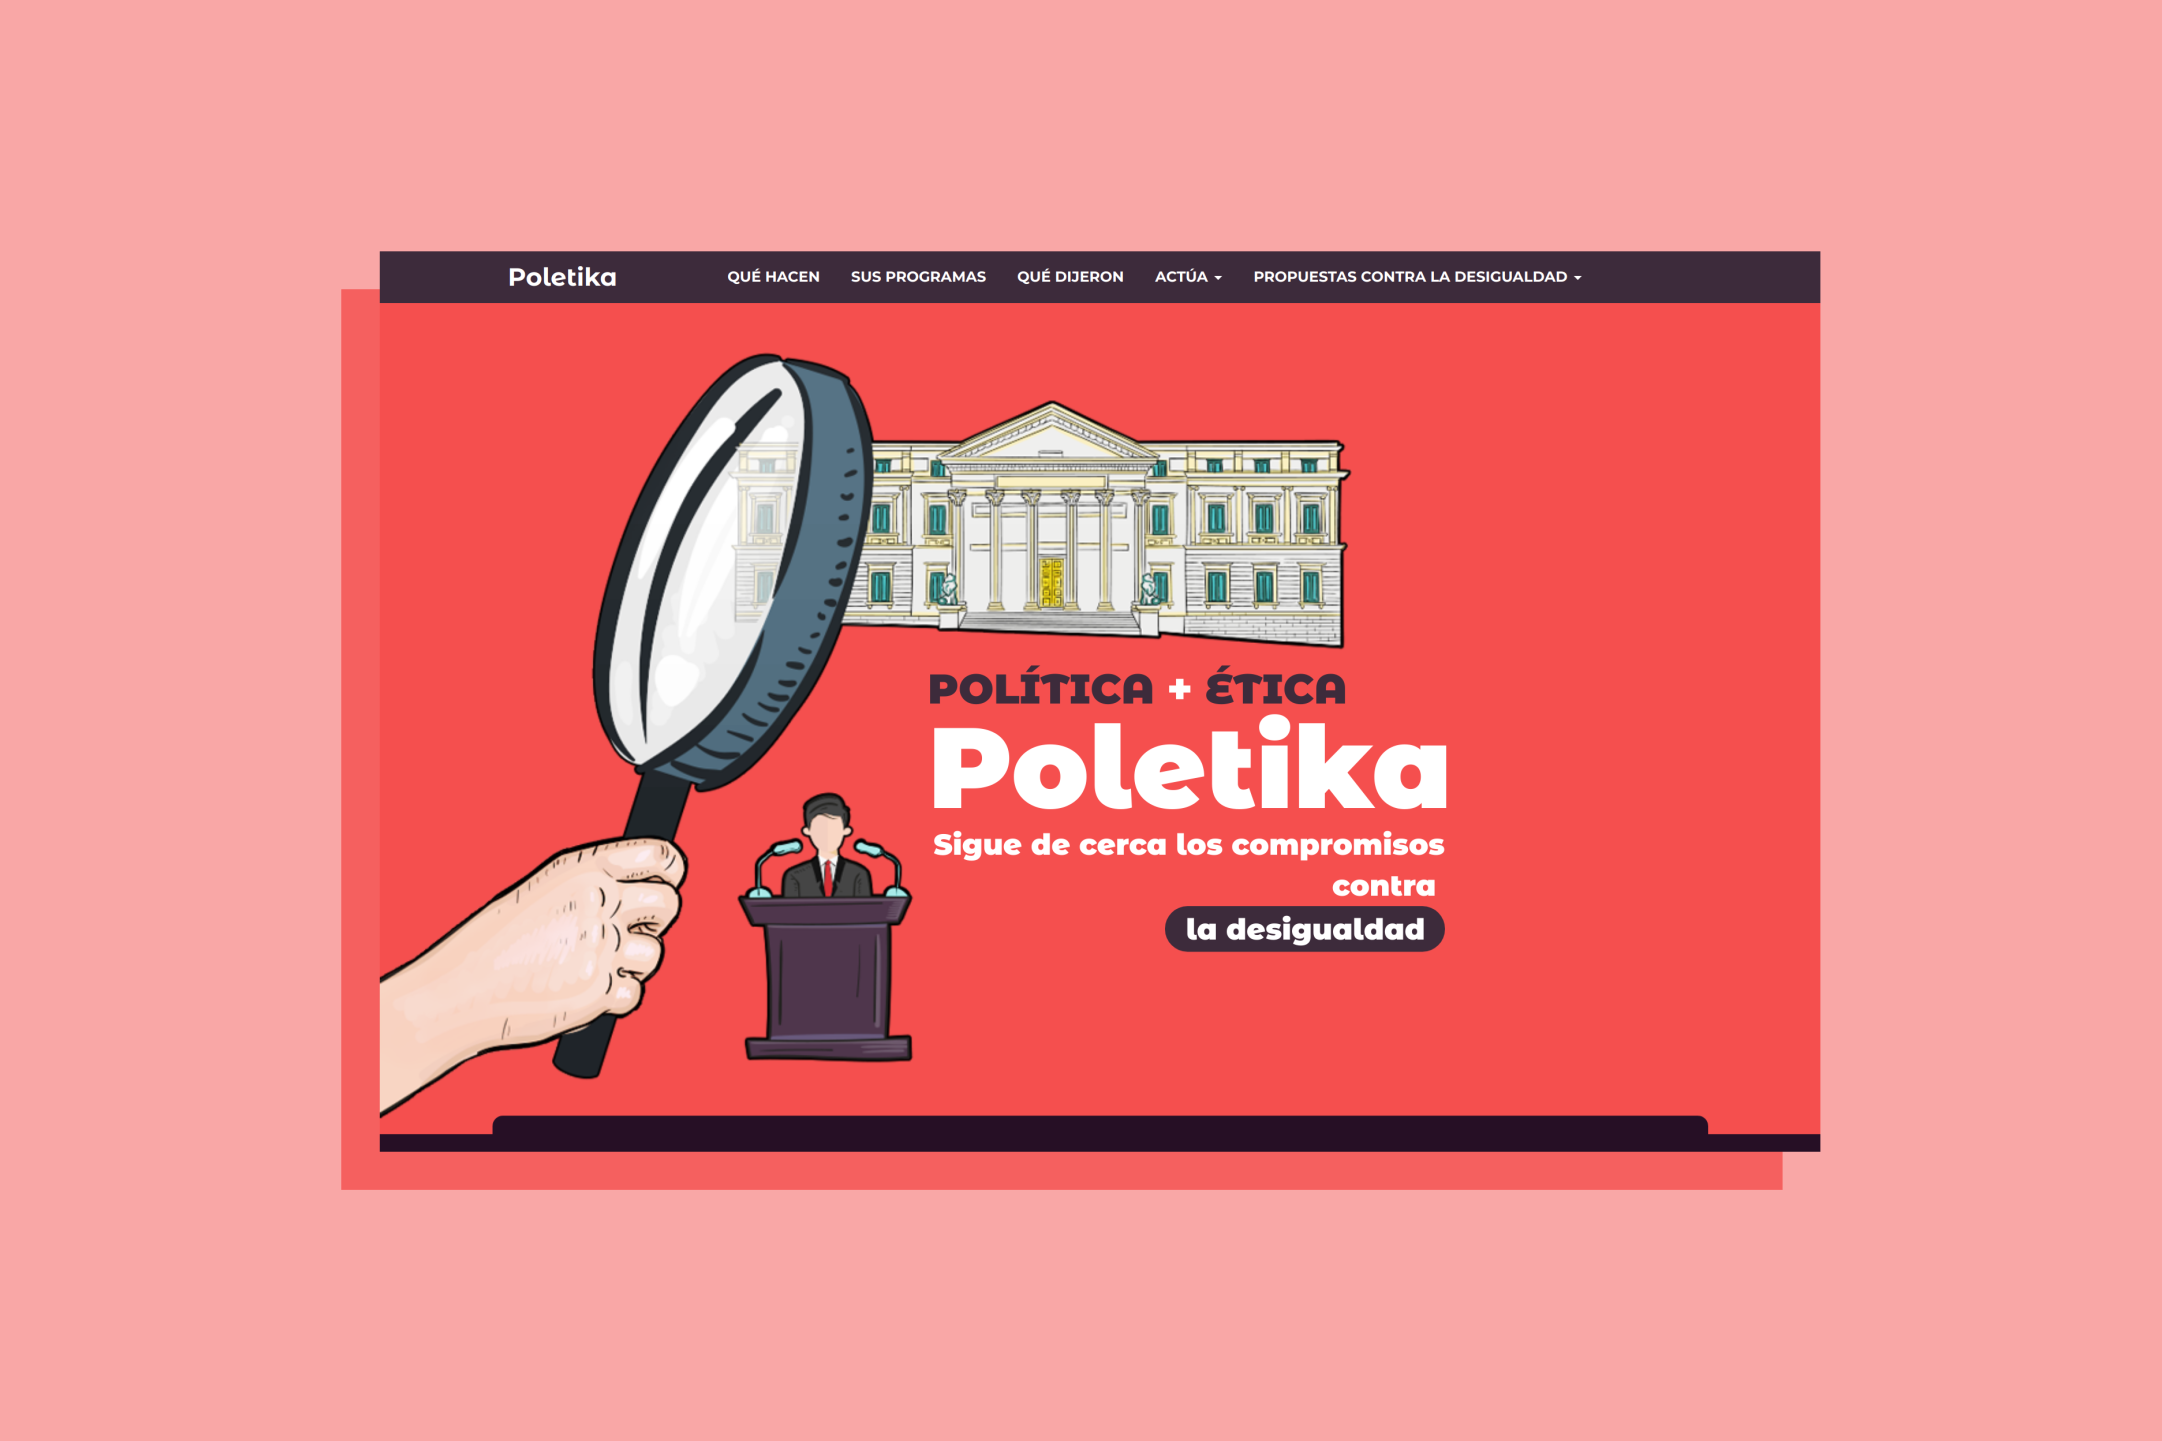 Poletika
QUÉ HACEN
SUS PROGRAMAS
QUÉ DIJERON
ACTÚA
PROPUESTAS CONTRA LA DESIGUALDAD
POLÍTICA + ÉTICA
Poletika
Sigue de cerca los compromisos
contra
la desigualdad